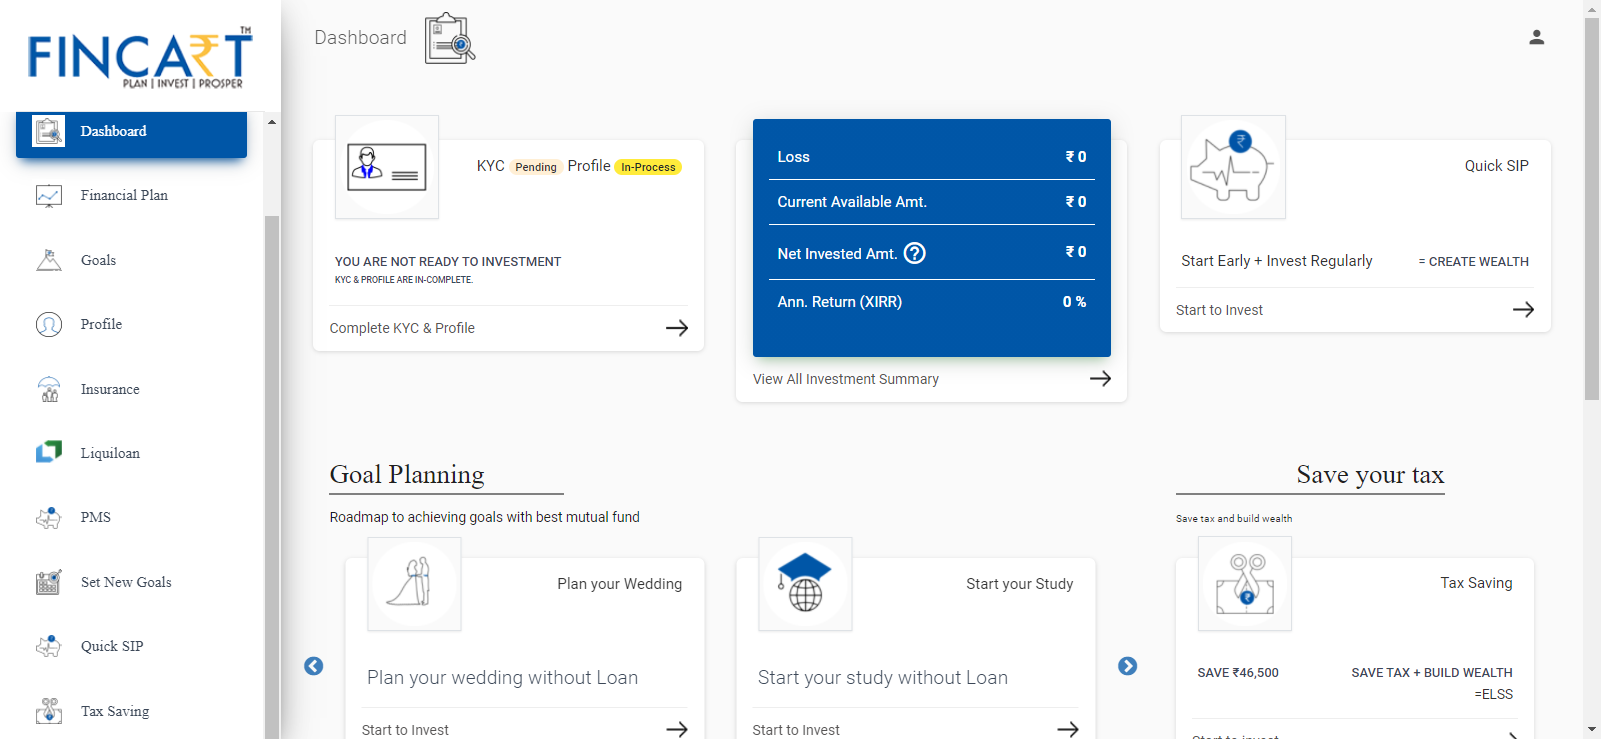 FINCART TM
PLAN | INVEST | PROSPER
Dashboard
Financial Plan
Goals
Profile
Insurance
Liquiloan
PMS
Set New Goals
Quick SIP
Tax Saving
Dashboard
KYC Pending Profile In-Process
YOU ARE NOT READY TO INVESTMENT
KYC & PROFILE ARE IN-COMPLETE.
Complete KYC & Profile
Loss ₹ 0
Current Available Amt. ₹ 0
Net Invested Amt. ? ₹ 0
Ann. Return (XIRR) 0 %
View All Investment Summary
Quick SIP
Start Early + Invest Regularly = CREATE WEALTH
Start to Invest
Goal Planning
Roadmap to achieving goals with best mutual fund
Plan your Wedding
Plan your wedding without Loan
Start to Invest
Start your Study
Start your study without Loan
Start to Invest
Save your tax
Save tax and build wealth
Tax Saving
SAVE ₹46,500
SAVE TAX + BUILD WEALTH
=ELSS
Start to invest